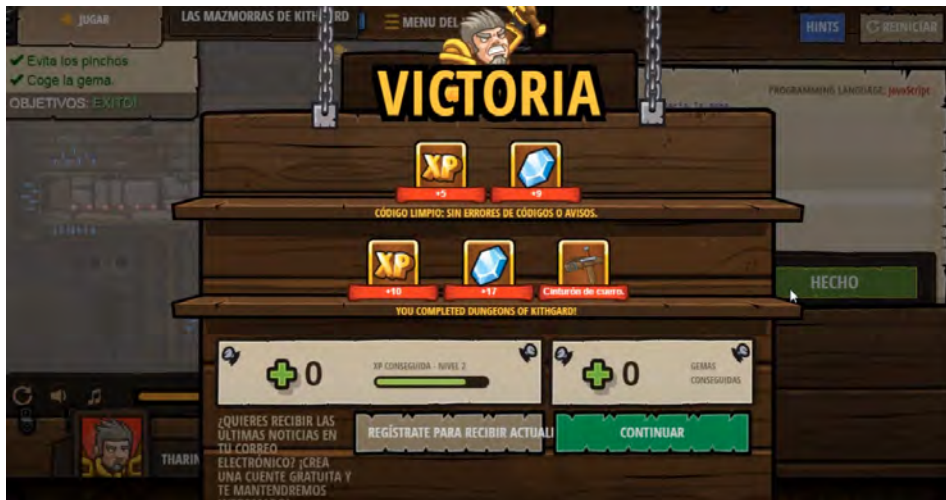 JUGAR
LAS MAZMORRAS DE KITHGARD
MENU DEL
HINTS
REINICIAR
Evita los pinchos
Coge la gema.
OBJETIVOS: EXITO!
VICTORIA
PROGRAMMING LANGUAGE: JavaScript
XP
+5
+9
CÓDIGO LIMPIO: SIN ERRORES DE CÓDIGOS O AVISOS.
XP
+10
+17
Cinturón de cuero.
HECHO
YOU COMPLETED DUNGEONS OF KITHGARD!
0
XP CONSEGUIDA - NIVEL 2
0
GEMAS
CONSEGUIDAS
¿QUIERES RECIBIR LAS
ÚLTIMAS NOTICIAS EN
TU CORREO
ELECTRÓNICO? ¡CREA
UNA CUENTE GRATUITA Y
TE MANTENDREMOS
REGÍSTRATE PARA RECIBIR ACTUALI
CONTINUAR
THARIN